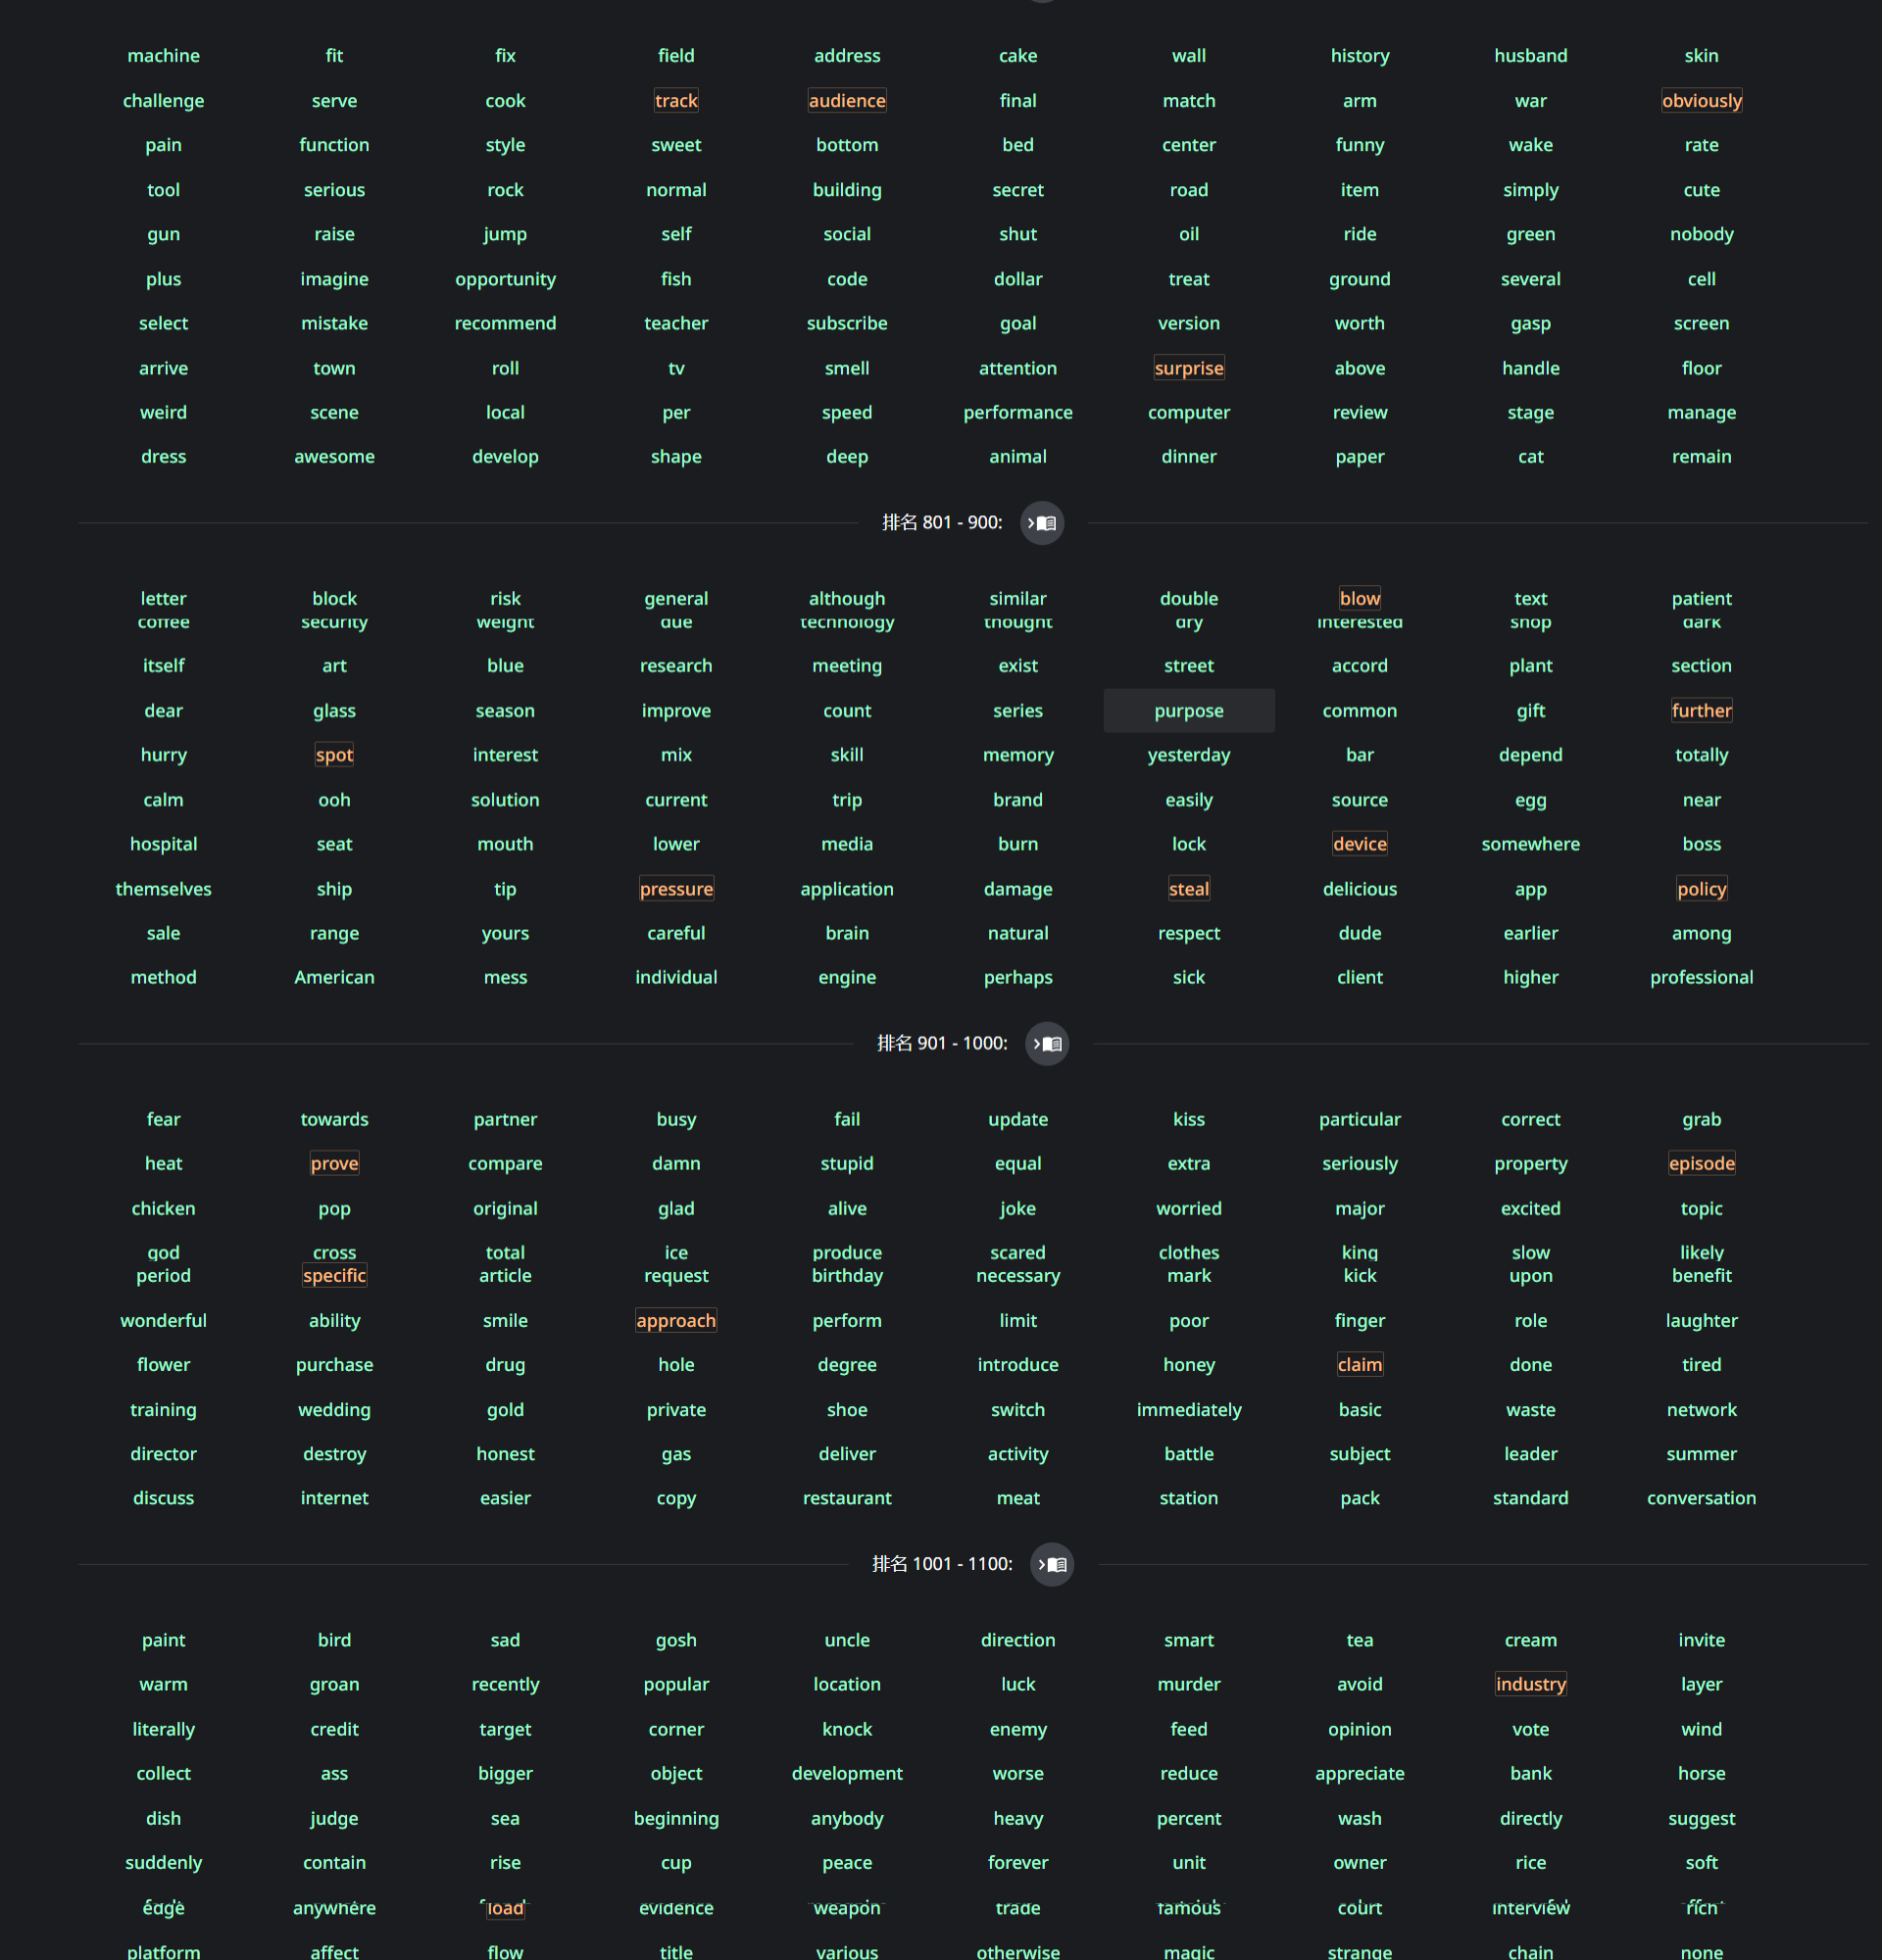 machine fit fix field address cake wall history husband skin
challenge serve cook track audience final match arm war obviously
pain function style sweet bottom bed center funny wake rate
tool serious rock normal building secret road item simply cute
gun raise jump self social shut oil ride green nobody
plus imagine opportunity fish code dollar treat ground several cell
select mistake recommend teacher subscribe goal version worth gasp screen
arrive town roll tv smell attention surprise above handle floor
weird scene local per speed performance computer review stage manage
dress awesome develop shape deep animal dinner paper cat remain
排名 801 - 900:
letter block risk general although similar double blow text patient
coffee security weight due technology thought dry interested shop dark
itself art blue research meeting exist street accord plant section
dear glass season improve count series purpose common gift further
hurry spot interest mix skill memory yesterday bar depend totally
calm ooh solution current trip brand easily source egg near
hospital seat mouth lower media burn lock device somewhere boss
themselves ship tip pressure application damage steal delicious app policy
sale range yours careful brain natural respect dude earlier among
method American mess individual engine perhaps sick client higher professional
排名 901 - 1000:
fear towards partner busy fail update kiss particular correct grab
heat prove compare damn stupid equal extra seriously property episode
chicken pop original glad alive joke worried major excited topic
god cross total ice produce scared clothes king slow likely
period specific article request birthday necessary mark kick upon benefit
wonderful ability smile approach perform limit poor finger role laughter
flower purchase drug hole degree introduce honey claim done tired
training wedding gold private shoe switch immediately basic waste network
director destroy honest gas deliver activity battle subject leader summer
discuss internet easier copy restaurant meat station pack standard conversation
排名 1001 - 1100:
paint bird sad gosh uncle direction smart tea cream invite
warm groan recently popular location luck murder avoid industry layer
literally credit target corner knock enemy feed opinion vote wind
collect ass bigger object development worse reduce appreciate bank horse
dish judge sea beginning anybody heavy percent wash directly suggest
suddenly contain rise cup peace forever unit owner rice soft
edge anywhere evidence weapon trade famous court interview
platform affect flow title various otherwise magic strange chain none